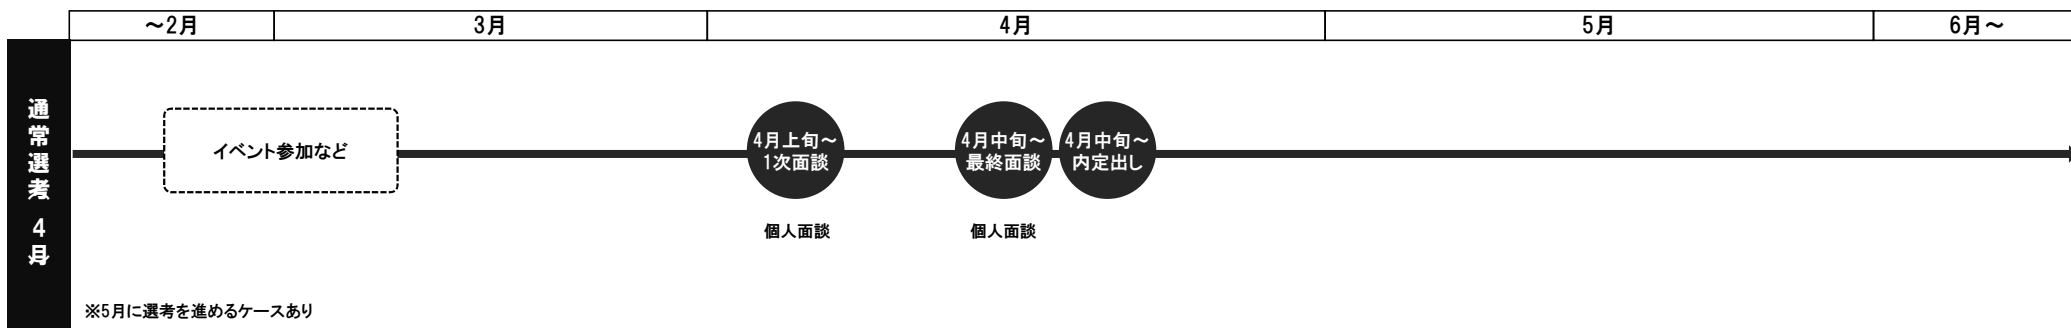 ～2月
3月
4月
5月
6月～
通常選考 4月
イベント参加など
4月上旬～
1次面談
4月中旬～
最終面談
4月中旬～
内定出し
個人面談
個人面談
※5月に選考を進めるケースあり